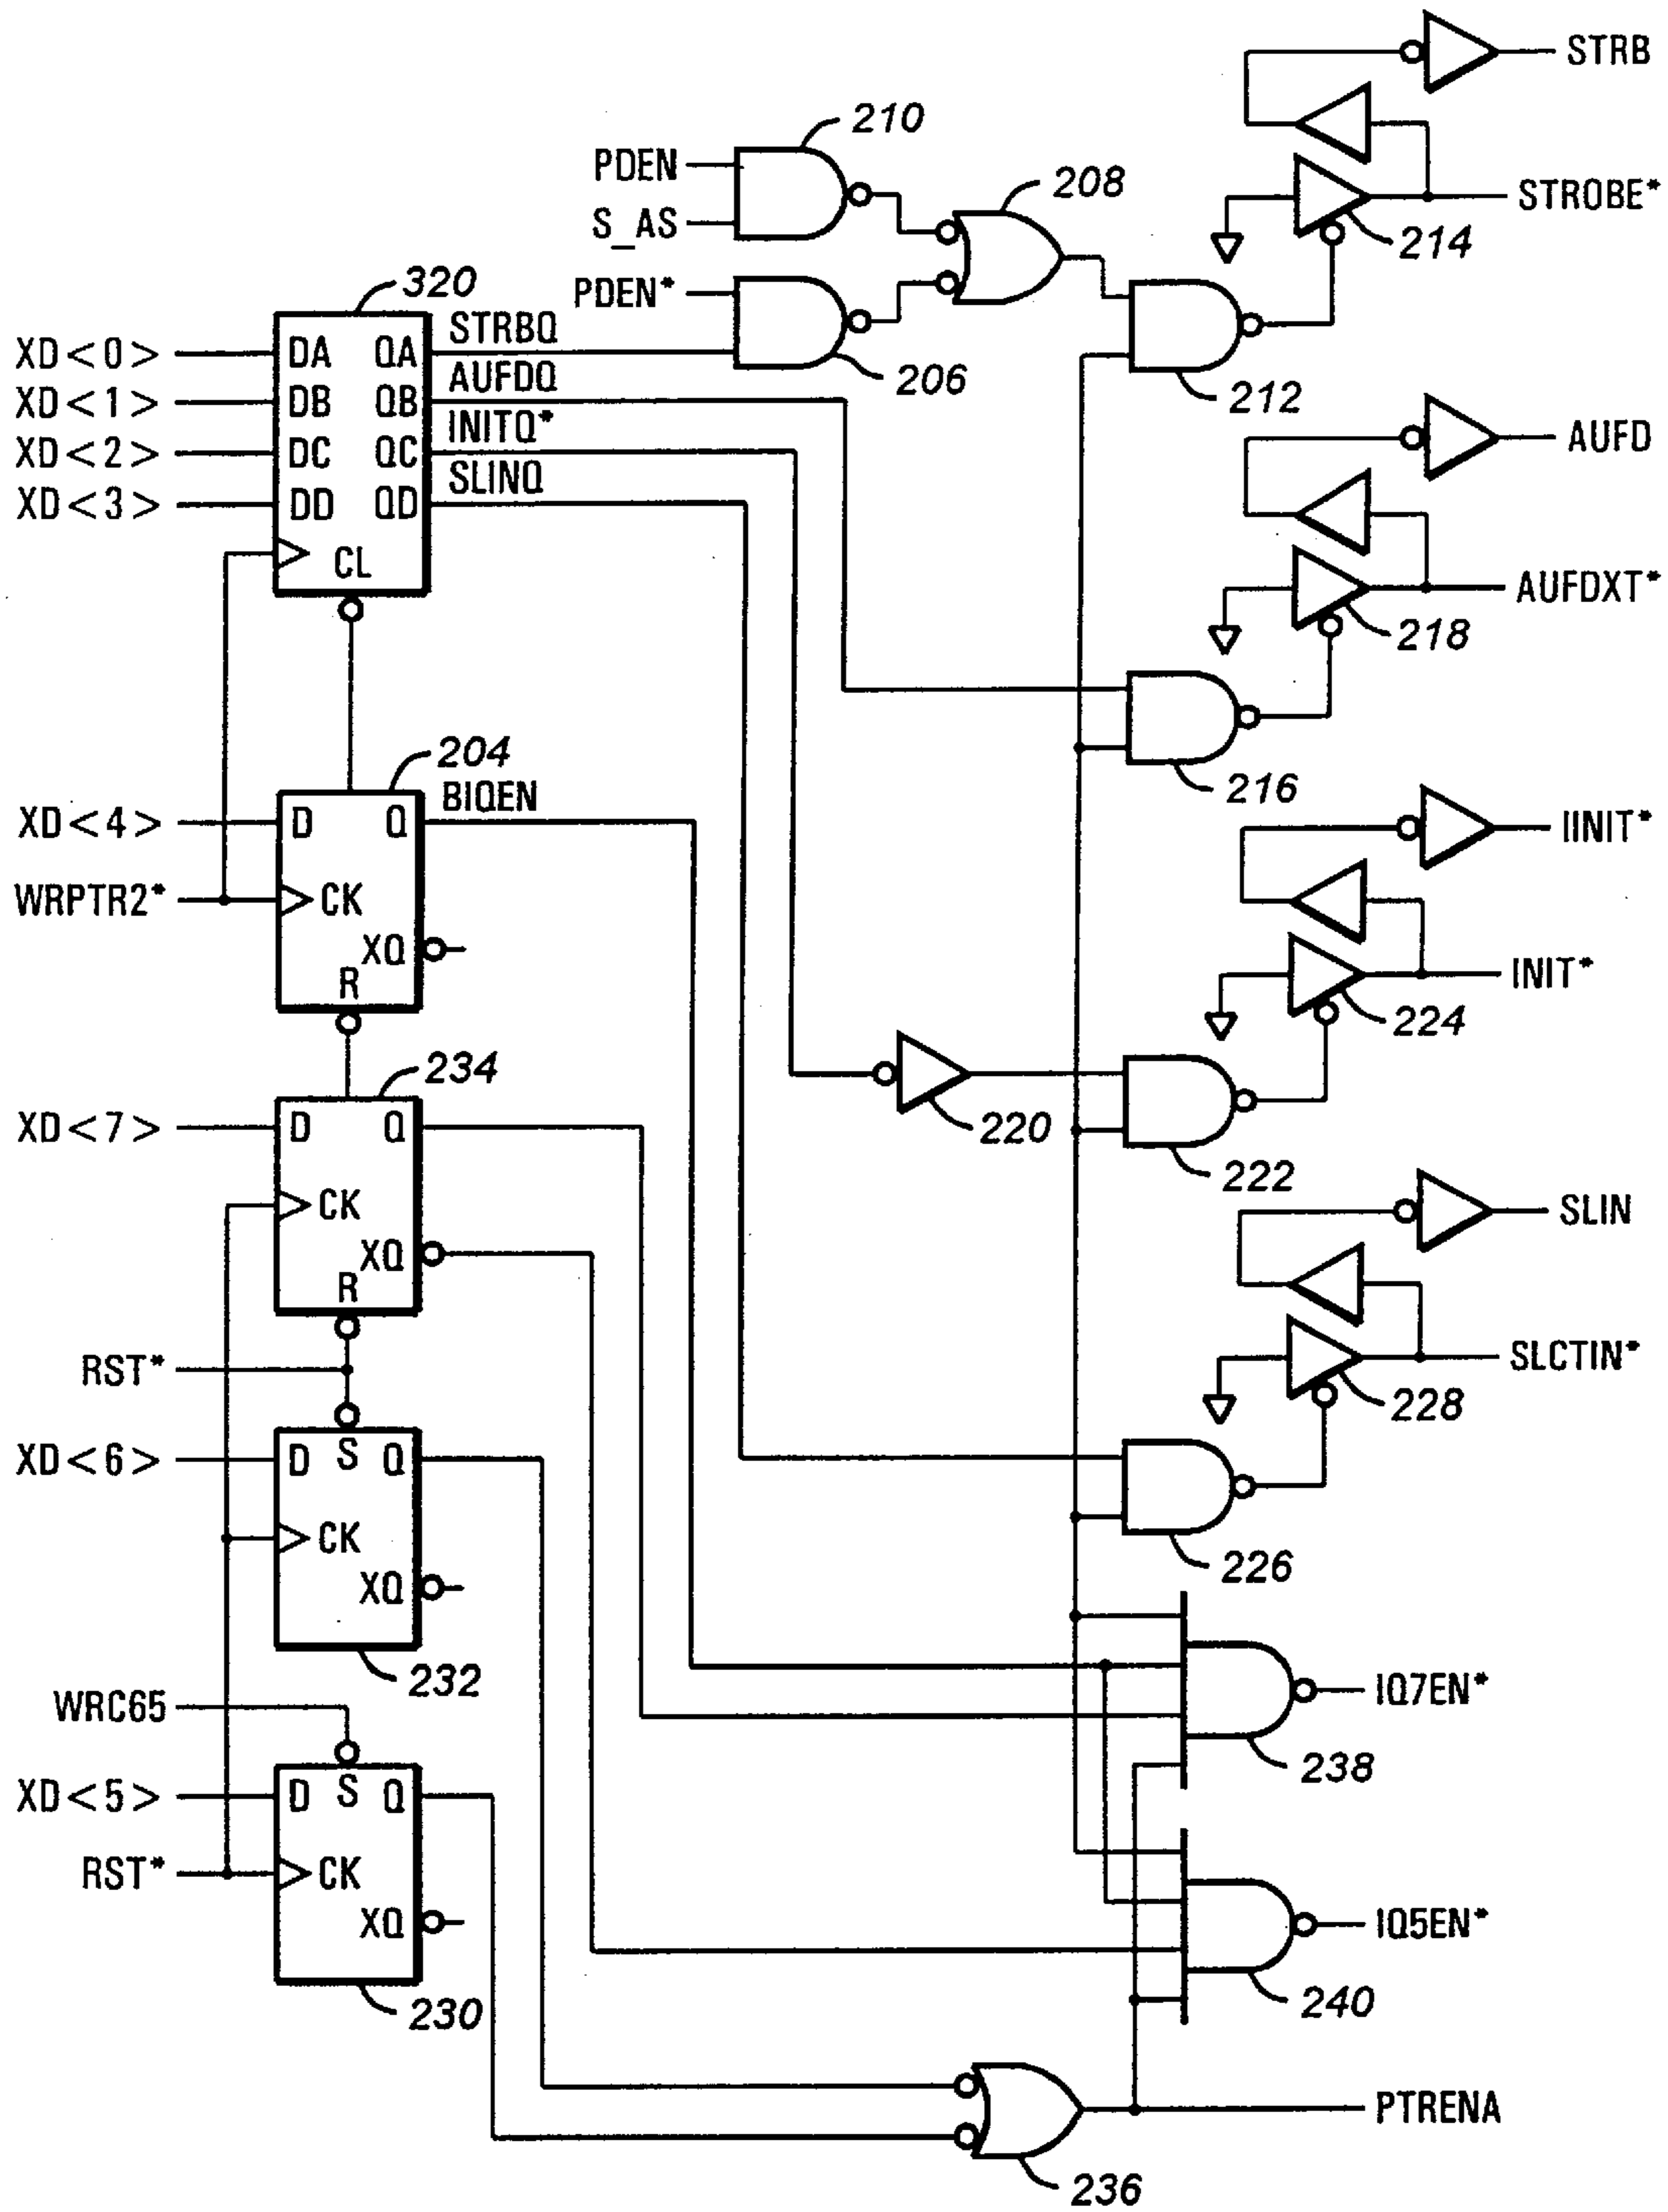 STRB
210
PDEN
208
STROBE*
S_AS
214
320
PDEN*
STRBQ
XD<0>
DA
QA
AUFDQ
206
212
XD<1>
DB
QB
INITQ*
AUFD
XD<2>
DC
QC
SLINQ
XD<3>
DD
QD
CL
AUFDXT*
218
204
BIQEN
216
XD<4>
D
Q
IINIT*
WRPTR2*
CK
XQ
R
INIT*
224
234
XD<7>
D
Q
220
222
CK
SLIN
XQ
R
RST*
SLCTIN*
228
XD<6>
D
S
Q
CK
226
XQ
232
WRC65
IQ7EN*
238
XD<5>
D
S
Q
RST*
CK
XQ
IQ5EN*
230
240
PTRENA
236